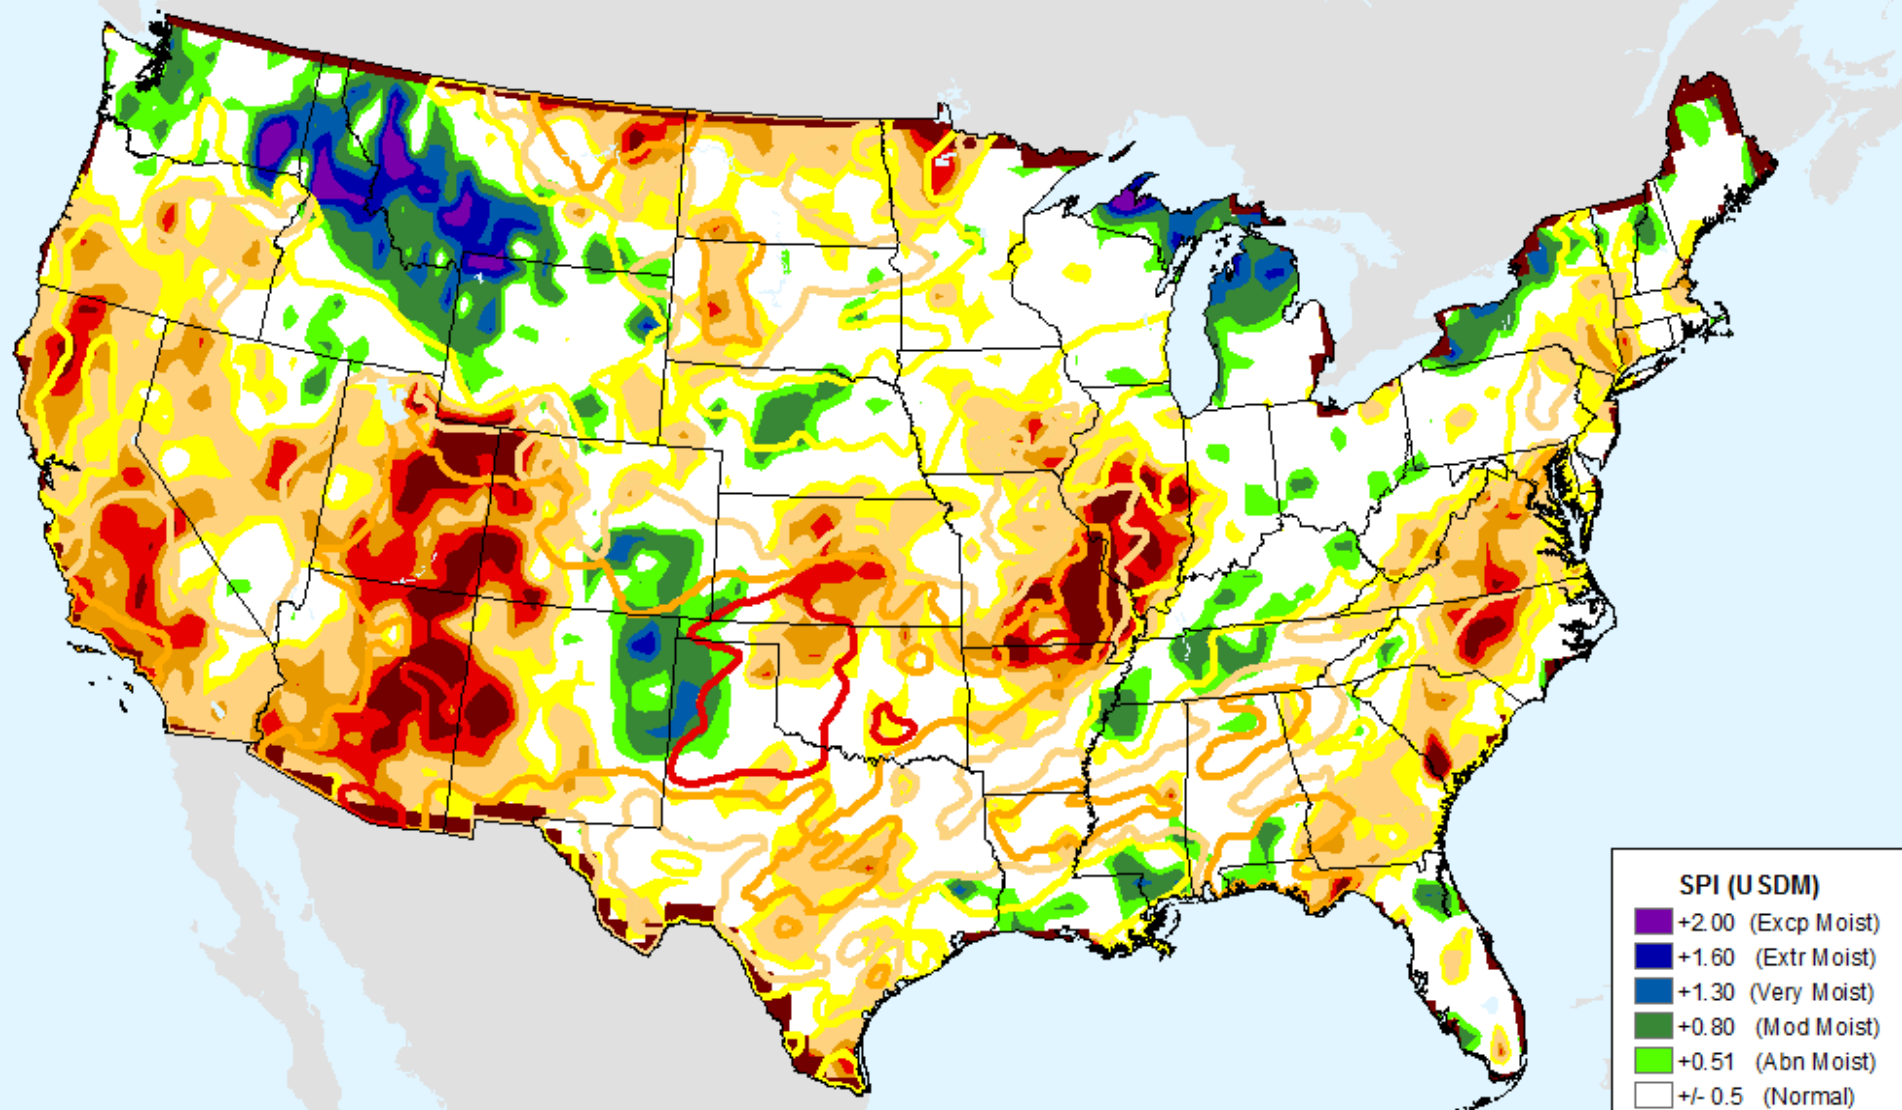 SPI (USDM)
+2.00 (Excp Moist)
+1.60 (Extr Moist)
+1.30 (Very Moist)
+0.80 (Mod Moist)
+0.51 (Abn Moist)
+/- 0.5 (Normal)